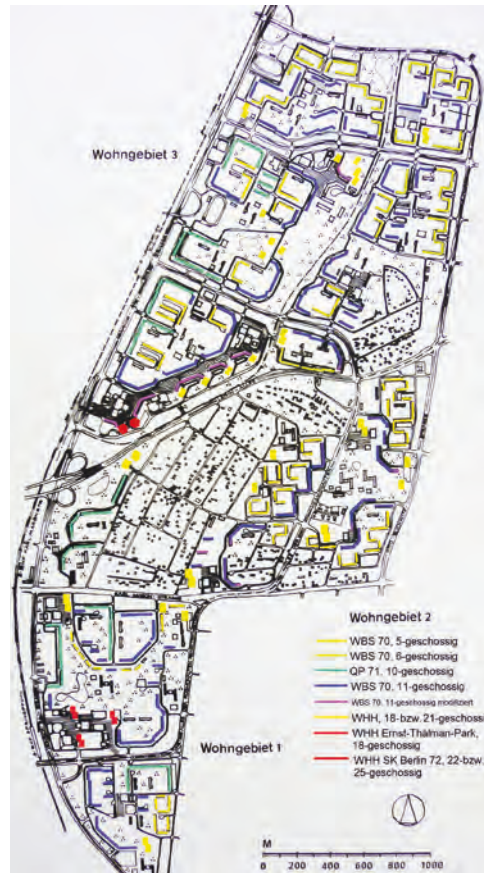 Wohngebiet 3
Wohngebiet 2
WBS 70, 5-geschossig
WBS 70, 6-geschossig
QP 71, 10-geschossig
WBS 70, 11-geschossig
WBS 70, 11-geschossig modifiziert
WHH, 18-bzw. 21-geschoss
WHH Ernst-Thälman-Park,
18-geschossig
WHH SK Berlin 72, 22-bzw.
25-geschossig
Wohngebiet 1
M
0 200 400 600 800 1000